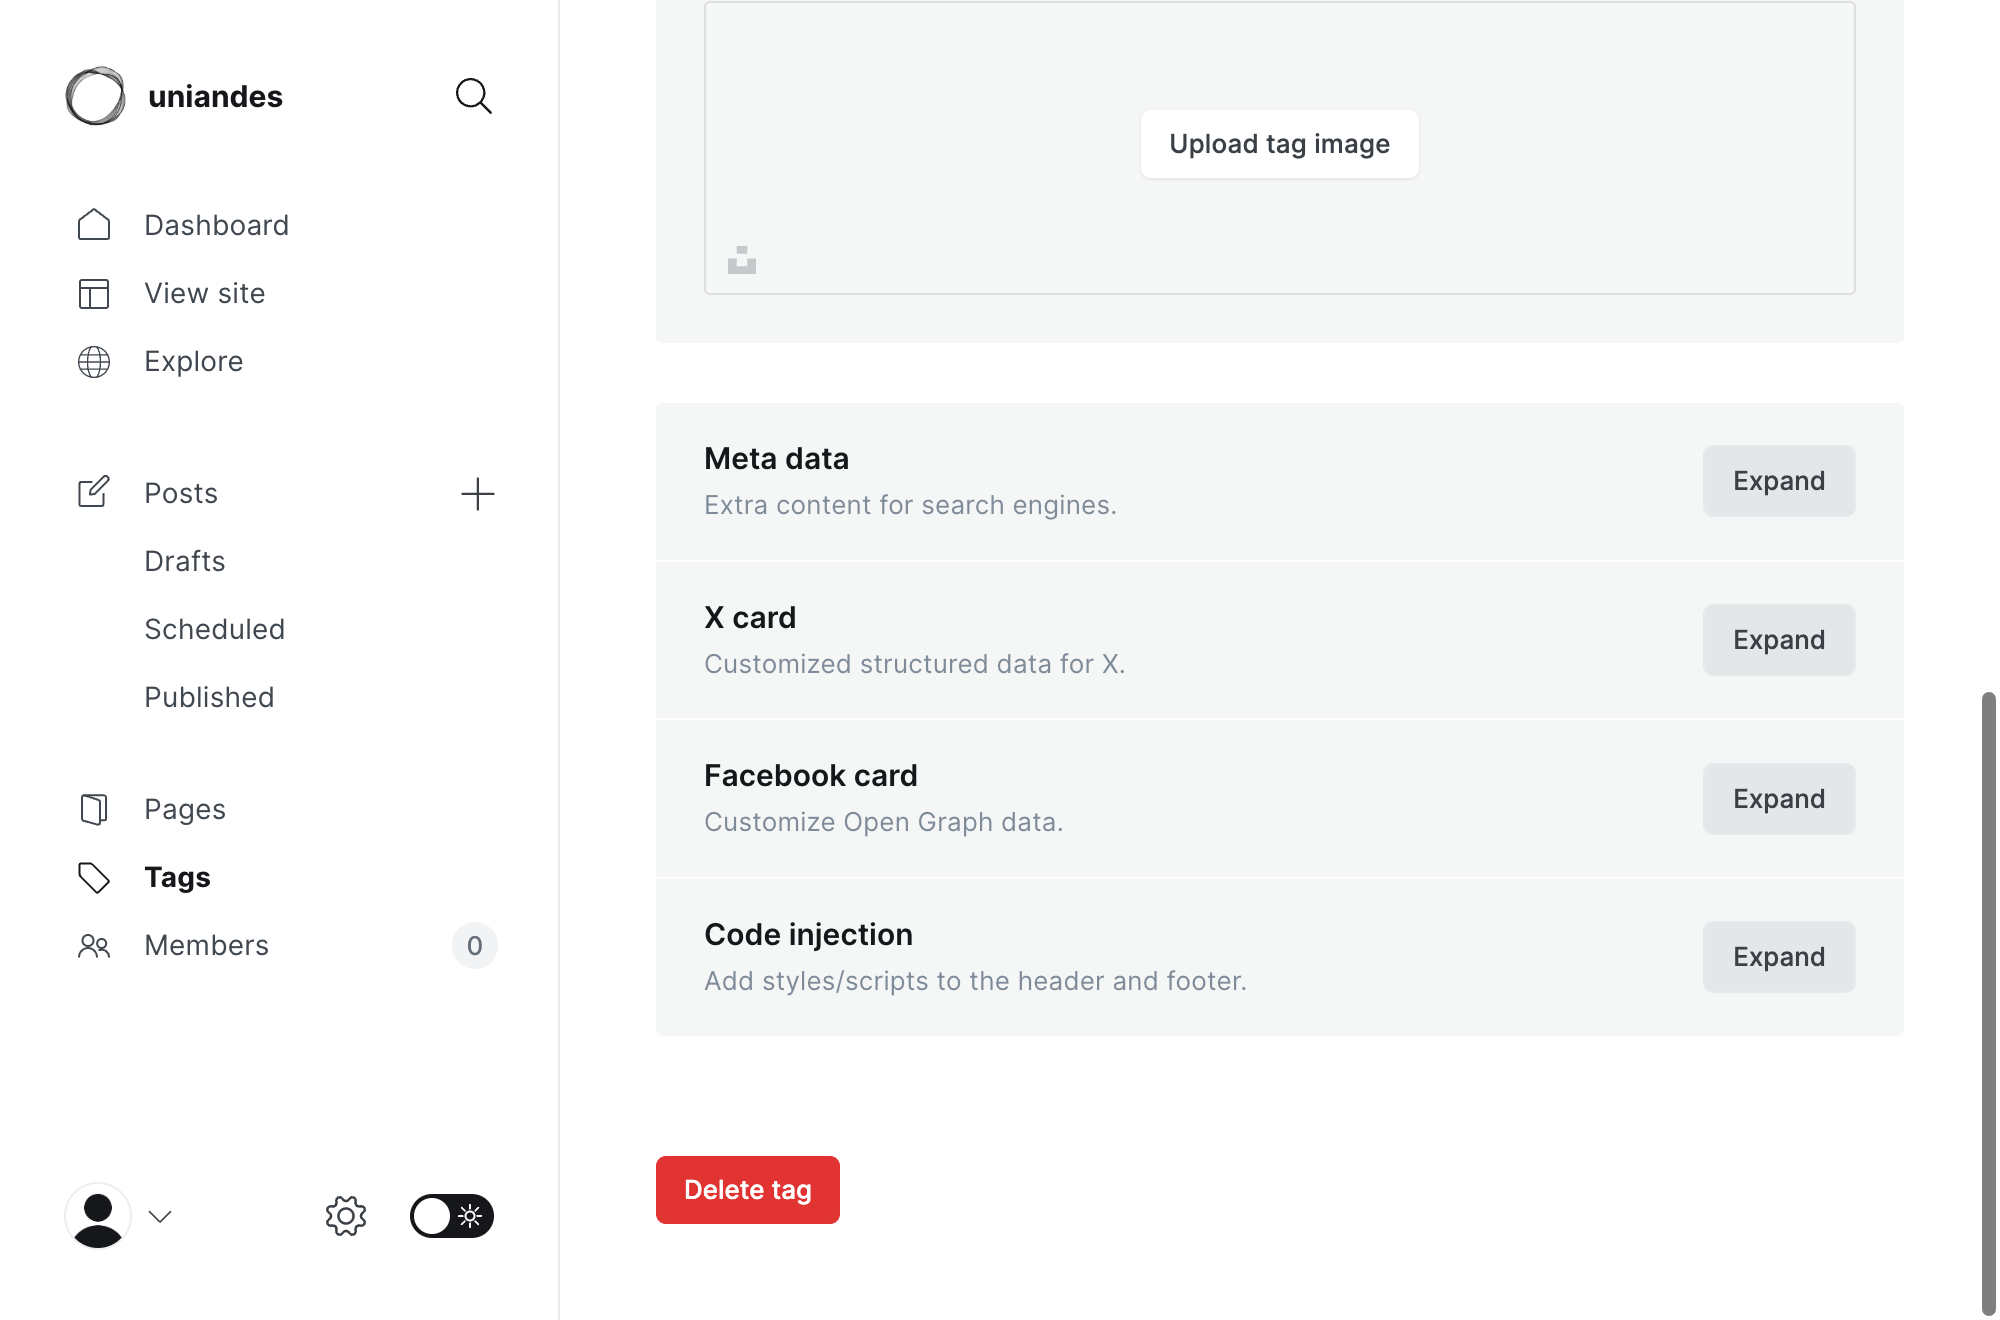 uniandes
Dashboard
View site
Explore
Posts
Drafts
Scheduled
Published
Pages
Tags
Members 0
Upload tag image
Meta data
Extra content for search engines.
Expand
X card
Customized structured data for X.
Expand
Facebook card
Customize Open Graph data.
Expand
Code injection
Add styles/scripts to the header and footer.
Expand
Delete tag